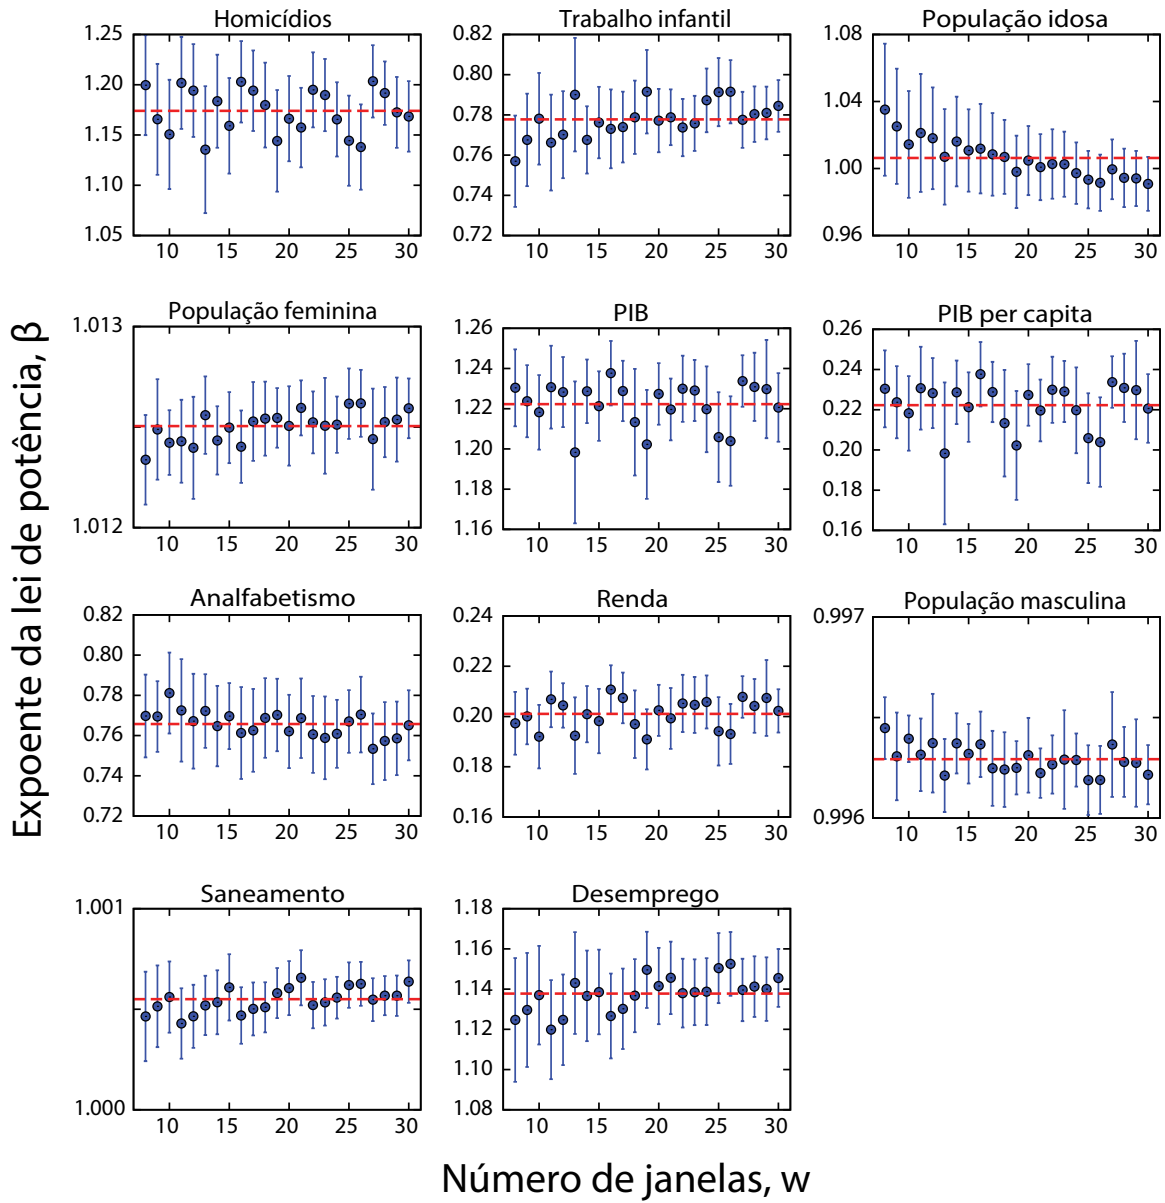 Homicídios
1.25
1.20
1.15
1.10
1.05
10 15 20 25 30
Trabalho infantil
0.82
0.80
0.78
0.76
0.74
0.72
10 15 20 25 30
População idosa
1.08
1.04
1.00
0.96
10 15 20 25 30
População feminina
1.013
1.012
10 15 20 25 30
PIB
1.26
1.24
1.22
1.20
1.18
1.16
10 15 20 25 30
PIB per capita
0.26
0.24
0.22
0.20
0.18
0.16
10 15 20 25 30
Analfabetismo
0.82
0.80
0.78
0.76
0.74
0.72
10 15 20 25 30
Renda
0.24
0.22
0.20
0.18
0.16
10 15 20 25 30
População masculina
0.997
0.996
10 15 20 25 30
Saneamento
1.001
1.000
10 15 20 25 30
Desemprego
1.18
1.16
1.14
1.12
1.10
1.08
10 15 20 25 30
Expoente da lei de potência, β
Número de janelas, w